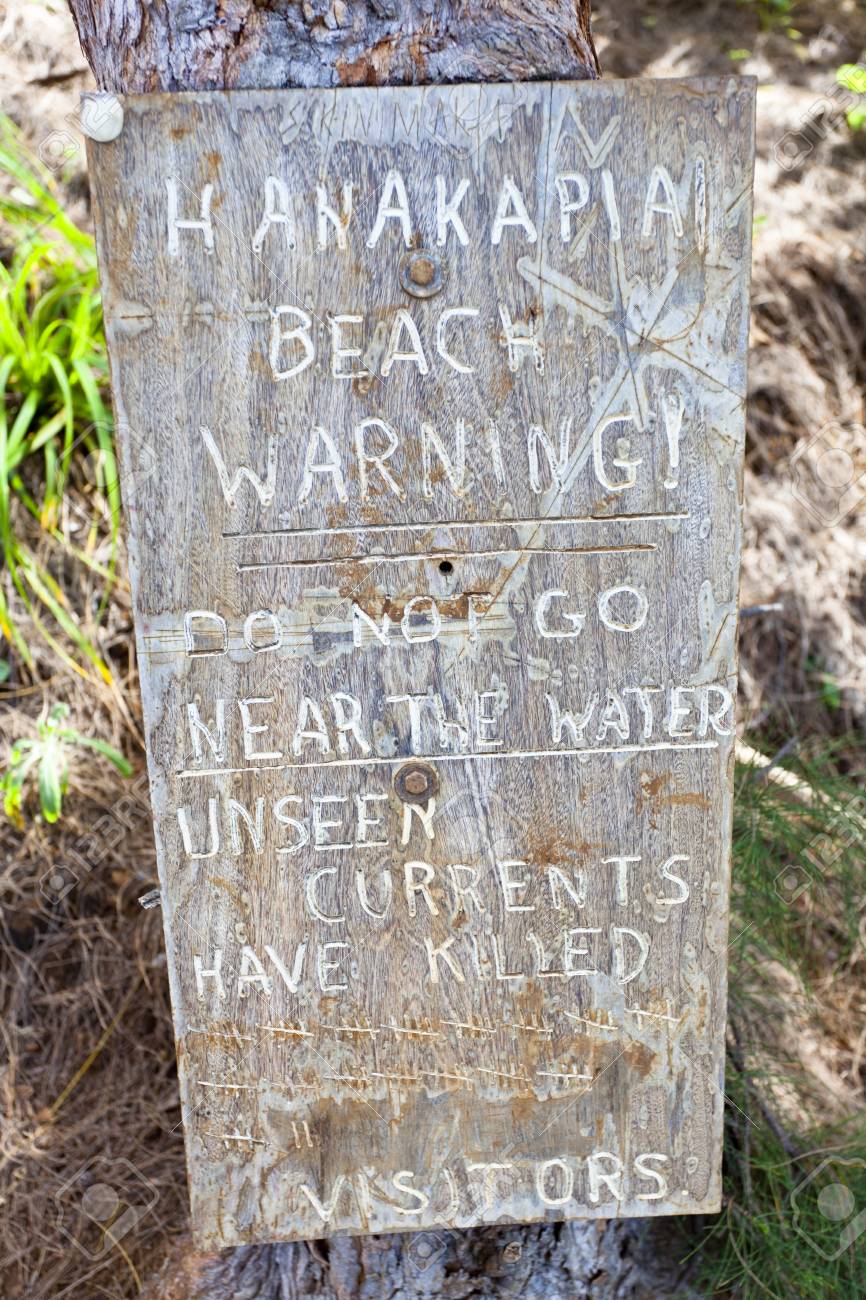 HANAKAPIAI
BEACH
WARNING!
DO NOT GO
NEAR THE WATER
UNSEEN
CURRENTS
HAVE KILLED
VISITORS.